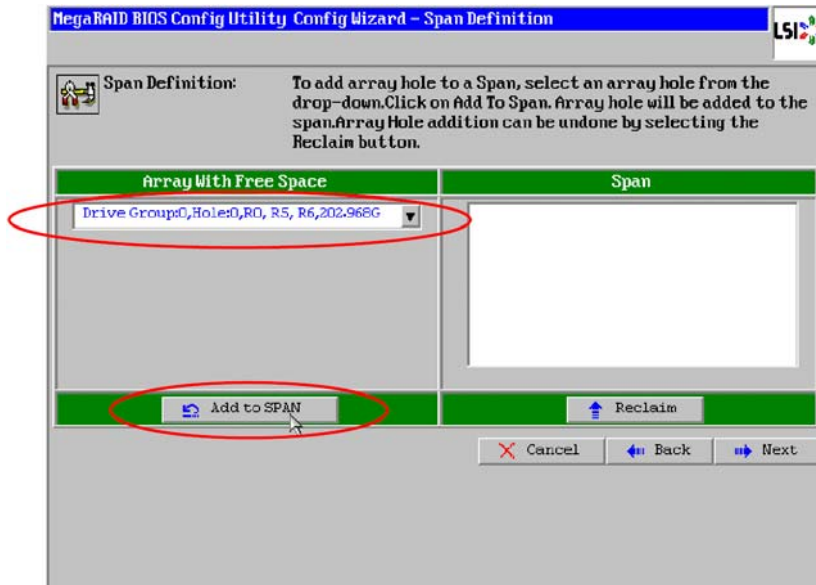 MegaRAID BIOS Config Utility Config Wizard - Span Definition
LSI
Span Definition:
To add array hole to a Span, select an array hole from the
drop-down.Click on Add To Span. Array hole will be added to the
span.Array Hole addition can be undone by selecting the
Reclaim button.
Array With Free Space
Span
Drive Group:0,Hole:0,R0, R5, R6,202.968G
Add to SPAN
Reclaim
Cancel
Back
Next